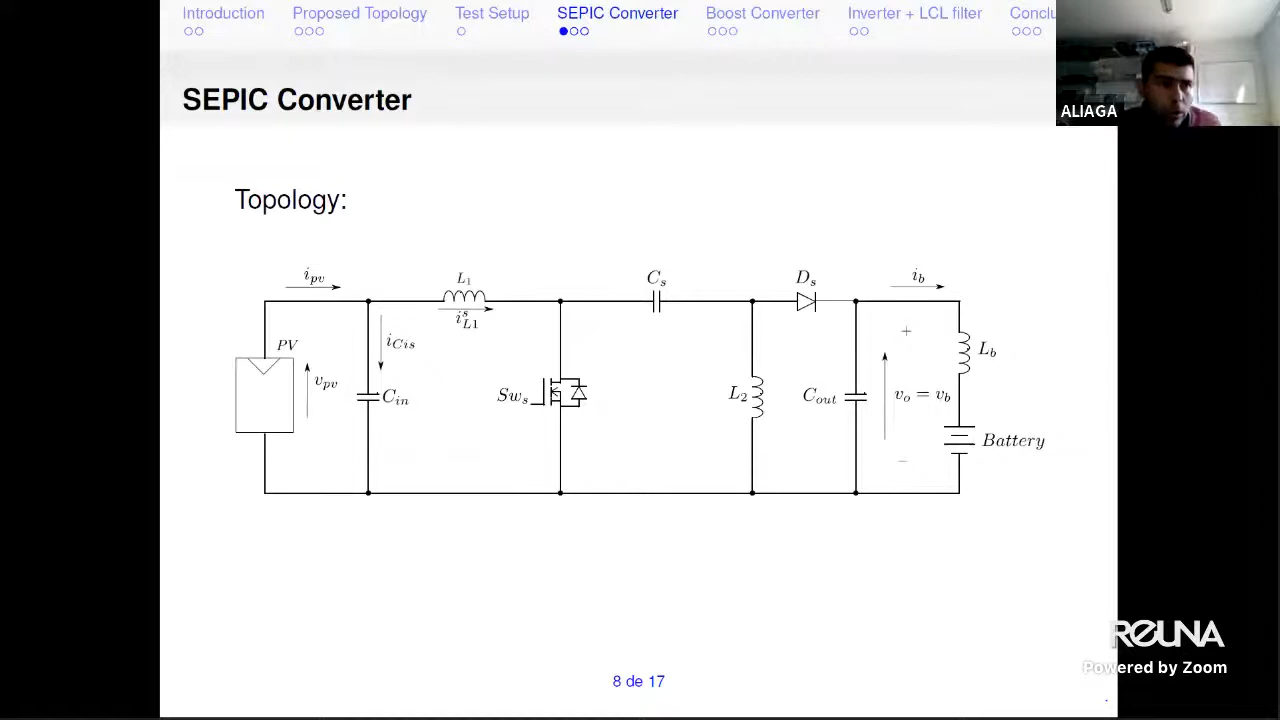 Introduction Proposed Topology Test Setup SEPIC Converter Boost Converter Inverter + LCL filter Conclu
ALIAGA
SEPIC Converter
Topology:
i_pv L_1 C_s D_s i_b
i^s_L1
PV i_Cis + L_b
v_pv C_in Sw_s L_2 C_out v_o = v_b
− Battery
REUNA
Powered by Zoom
8 de 17